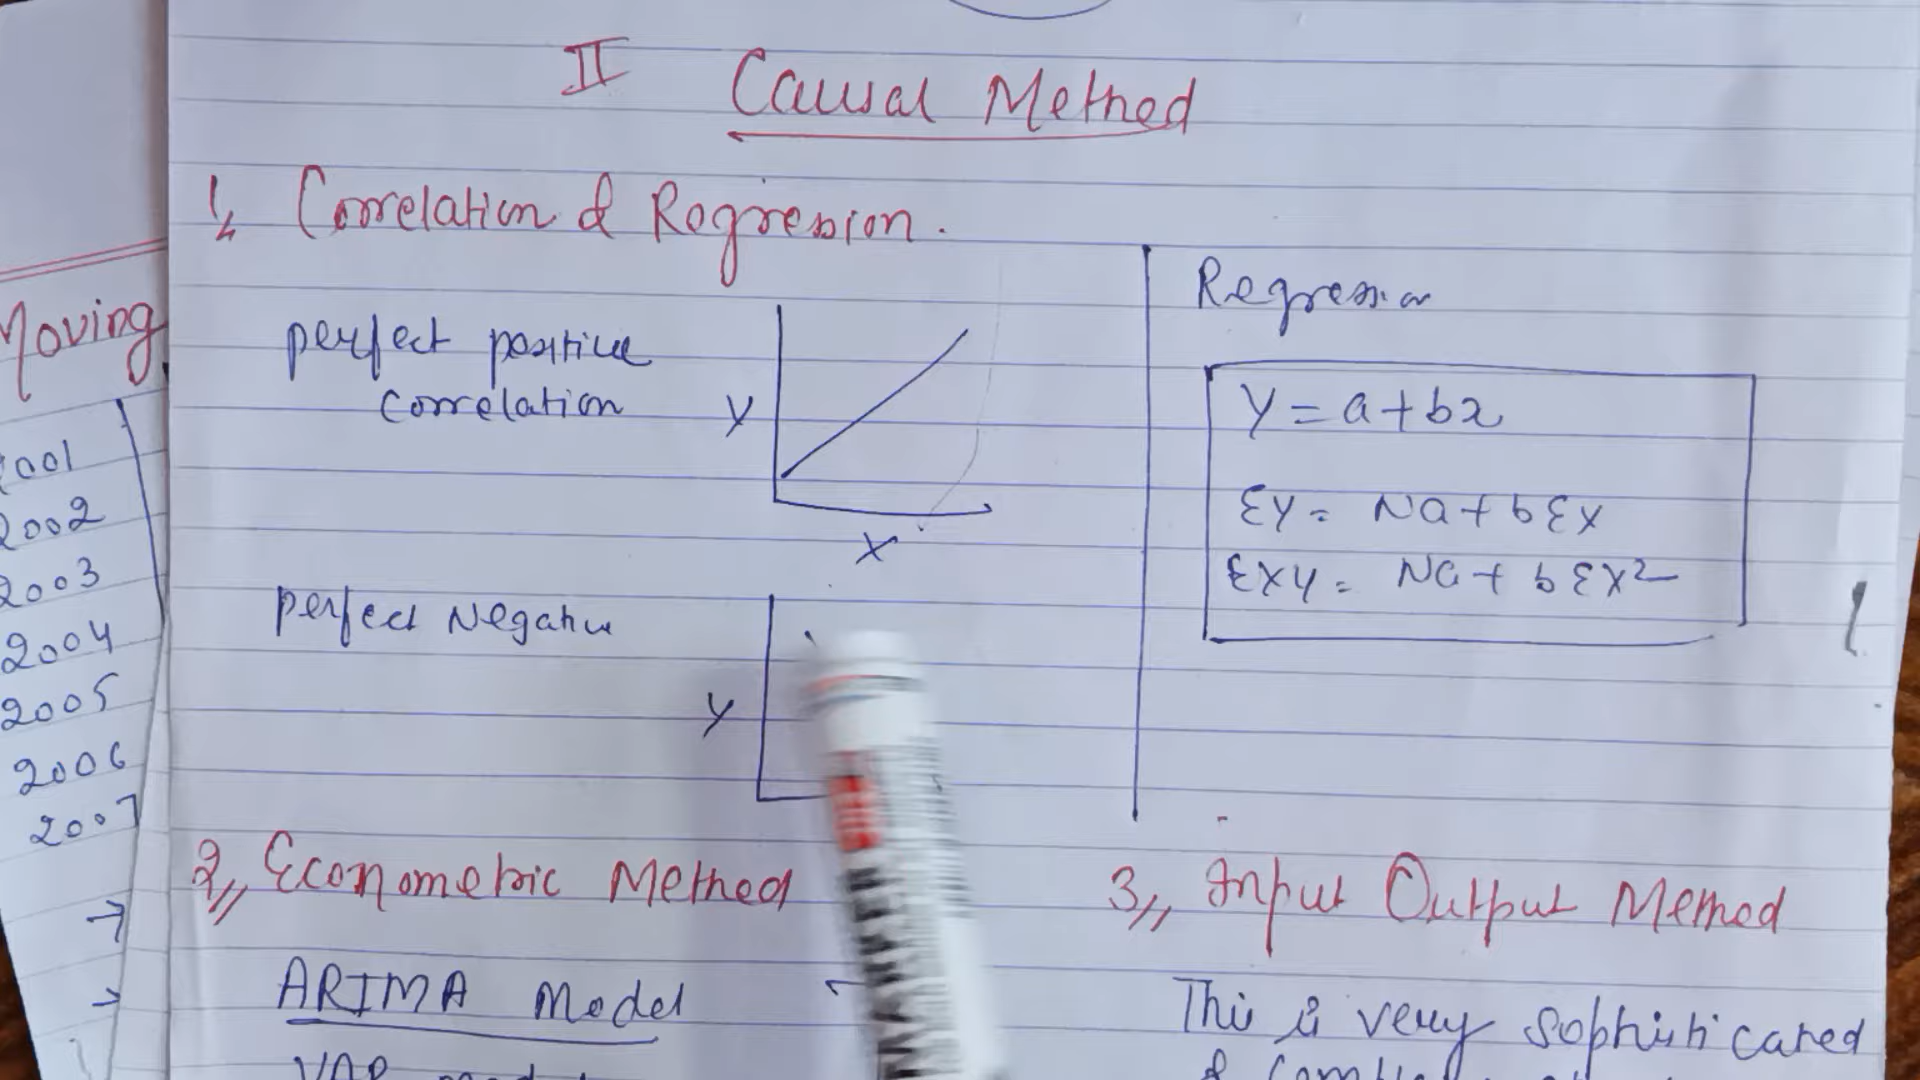 II Causal Method
1, Correlation & Regression.
perfect positive
correlation
Y
X
Regression
Y = a + bx
ΣY = Na + bΣX
ΣXY = Na + bΣX2
perfect Negative
Y
2,, Econometric Method
ARIMA Model
3,, Input Output Method
This is very Sophisticated
Moving
2001
2002
2003
2004
2005
2006
2007
MARKER